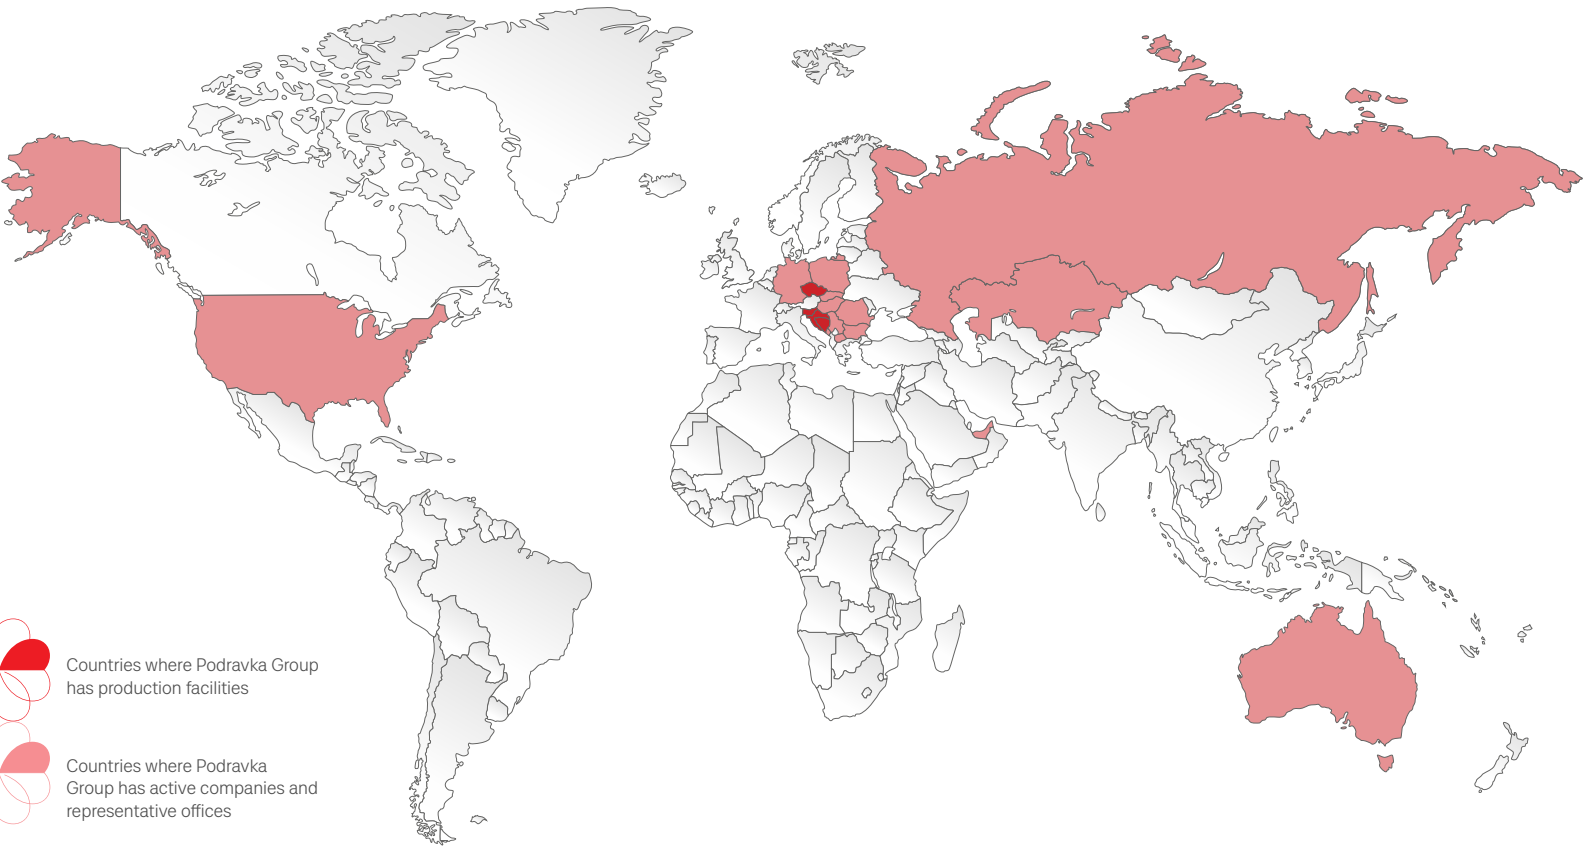 Countries where Podravka Group
has production facilities
Countries where Podravka
Group has active companies and
representative offices